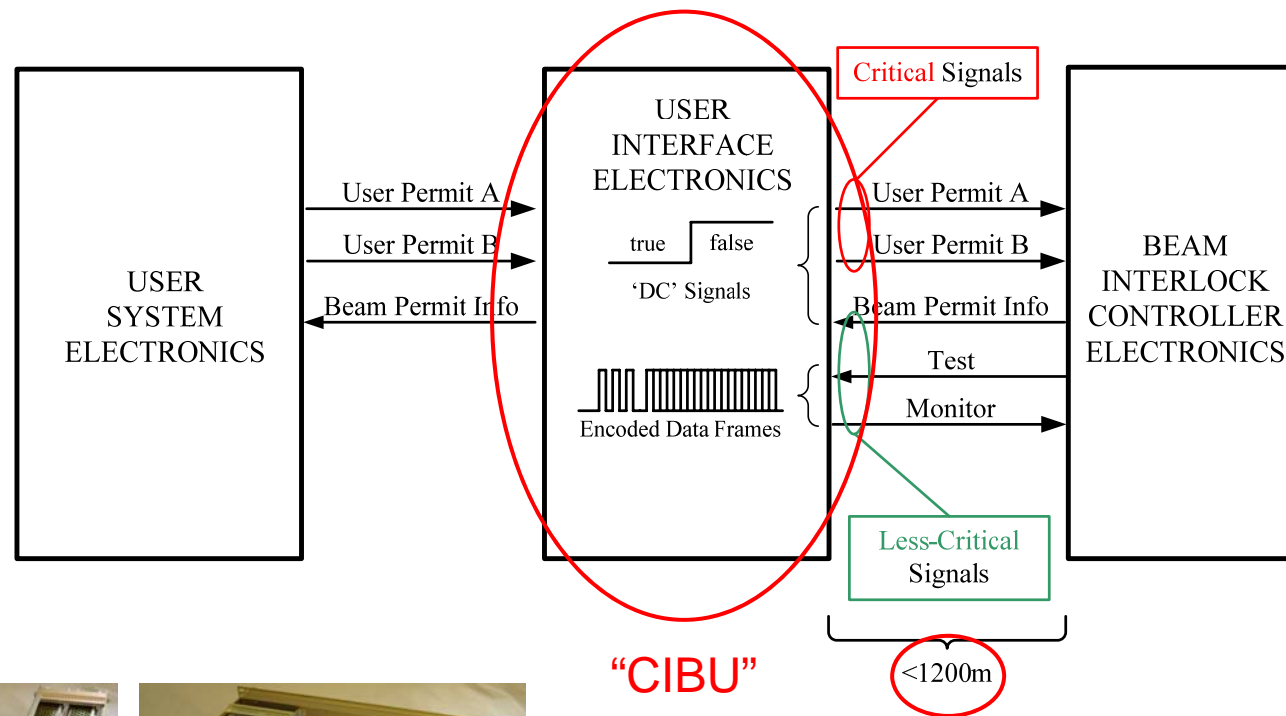 Critical Signals
USER
INTERFACE
ELECTRONICS
User Permit A
User Permit A
true
false
User Permit B
User Permit B
'DC' Signals
USER
SYSTEM
ELECTRONICS
BEAM
INTERLOCK
CONTROLLER
ELECTRONICS
Beam Permit Info
Beam Permit Info
Test
Monitor
Encoded Data Frames
Less-Critical
Signals
“CIBU”
<1200m